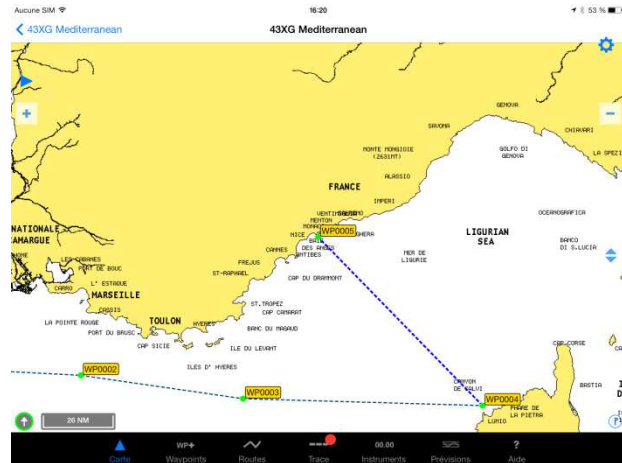 Aucune SIM 16:20 53 %
43XG Mediterranean 43XG Mediterranean
GENOVA
SAVONA
CHIAVARI
MONTE MONGIOIE
(2631MT)
GOLFO DI
GENOVA
LA SPEZI
ALASSIO
FRANCE
IMPERI
OCEANOGRAFICA
MENTON
WP0005
NICE
LIGURIAN
SEA
NATIONALE
CAMARGUE
CANNES
DES ANGES
ANTIBES
MER DE
LIGURIE
BANCO
DI S.LUCIA
LES CABANES
PORT DE BOUC
FREJUS
ST-RAPHAEL
CAP DU DRAMMONT
L' ESTAQUE
CARRO
MARSEILLE
ST.TROPEZ
CAP CAMARAT
CASSIS
LA POINTE ROUGE
TOULON
HYERES
BANC DU MAGAUD
PORT DU BRUSC
CAP SICIE
ILE DU LEVANT
CAP CORSE
ILES D' HYERES
WP0002
CANYON
DE CALVI
BASTIA
WP0003
WP0004
PHARE DE
LA PIETRA
LUMIO
20 NM
Carte Waypoints Routes Trace Instruments Prévisions Aide
WP+ 00.00 ?